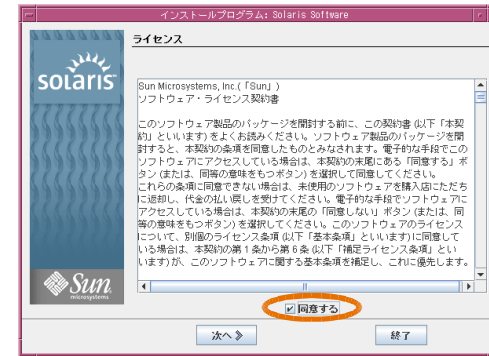 インストールプログラム: Solaris Software
ライセンス
solaris
Sun Microsystems, Inc.(「Sun」)
ソフトウェア・ライセンス契約書
このソフトウェア製品のパッケージを開封する前に、この契約書 (以下「本契
約」といいます) をよくお読みください。ソフトウェア製品のパッケージを開
封すると、本契約の条項を同意したものとみなされます。電子的な手段でこの
ソフトウェアにアクセスしている場合は、本契約の末尾にある「同意する」ボ
タン (または、同等の意味をもつボタン) を選択して同意してください。
これらの条項に同意できない場合は、未使用のソフトウェアを購入店にただち
に返却し、代金の払い戻しを受けてください。電子的な手段でソフトウェアに
アクセスしている場合は、本契約の末尾の「同意しない」ボタン (または、同
等の意味をもつボタン) を選択してください。このソフトウェアのライセンス
について、別個のライセンス条項 (以下「基本条項」といいます) に同意して
いる場合は、本契約の第 1 条から第 6 条 (以下「補足ライセンス条項」とい
います) が、このソフトウェアに関する基本条項を補足し、これに優先します。
Sun
microsystems
同意する
次へ
終了